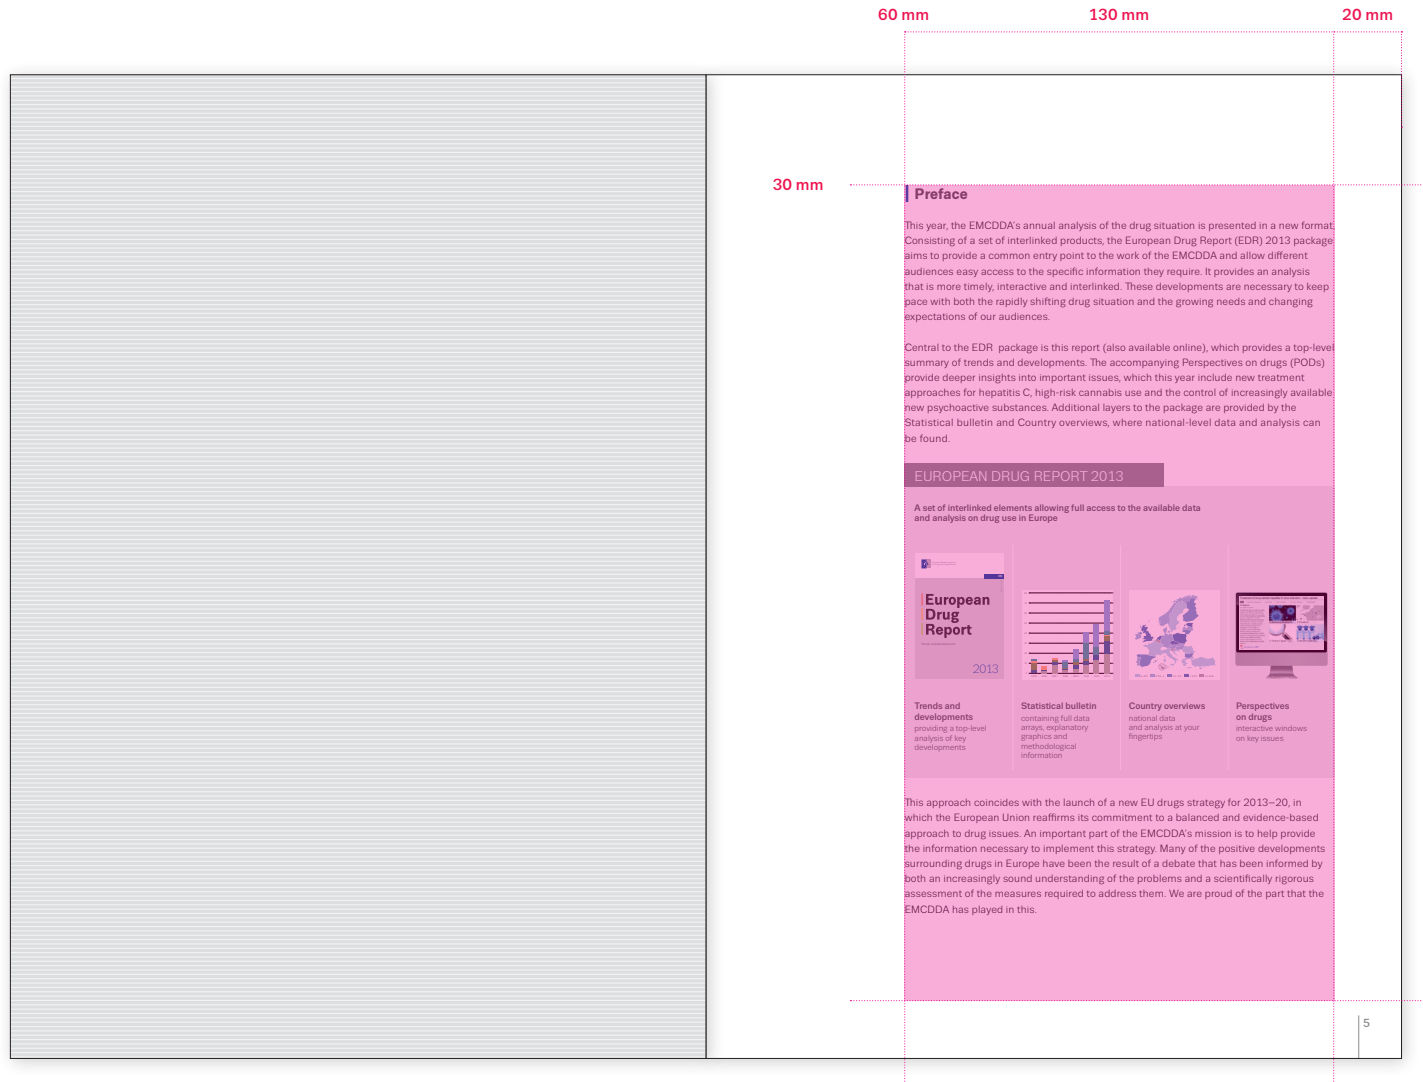 60 mm
130 mm
20 mm
30 mm
Preface
This year, the EMCDDA's annual analysis of the drug situation is presented in a new format.
Consisting of a set of interlinked products, the European Drug Report (EDR) 2013 package
aims to provide a common entry point to the work of the EMCDDA and allow different
audiences easy access to the specific information they require. It provides an analysis
that is more timely, interactive and interlinked. These developments are necessary to keep
pace with both the rapidly shifting drug situation and the growing needs and changing
expectations of our audiences.
Central to the EDR package is this report (also available online), which provides a top-level
summary of trends and developments. The accompanying Perspectives on drugs (PODs)
provide deeper insights into important issues, which this year include new treatment
approaches for hepatitis C, high-risk cannabis use and the control of increasingly available
new psychoactive substances. Additional layers to the package are provided by the
Statistical bulletin and Country overviews, where national-level data and analysis can
be found.
EUROPEAN DRUG REPORT 2013
A set of interlinked elements allowing full access to the available data
and analysis on drug use in Europe
European
Drug
Report
2013
Trends and
developments
providing a top-level
analysis of key
developments
Statistical bulletin
containing full data
arrays, explanatory
graphics and
methodological
information
Country overviews
national data
and analysis at your
fingertips
Perspectives
on drugs
interactive windows
on key issues
This approach coincides with the launch of a new EU drugs strategy for 2013–20, in
which the European Union reaffirms its commitment to a balanced and evidence-based
approach to drug issues. An important part of the EMCDDA's mission is to help provide
the information necessary to implement this strategy. Many of the positive developments
surrounding drugs in Europe have been the result of a debate that has been informed by
both an increasingly sound understanding of the problems and a scientifically rigorous
assessment of the measures required to address them. We are proud of the part that the
EMCDDA has played in this.
5